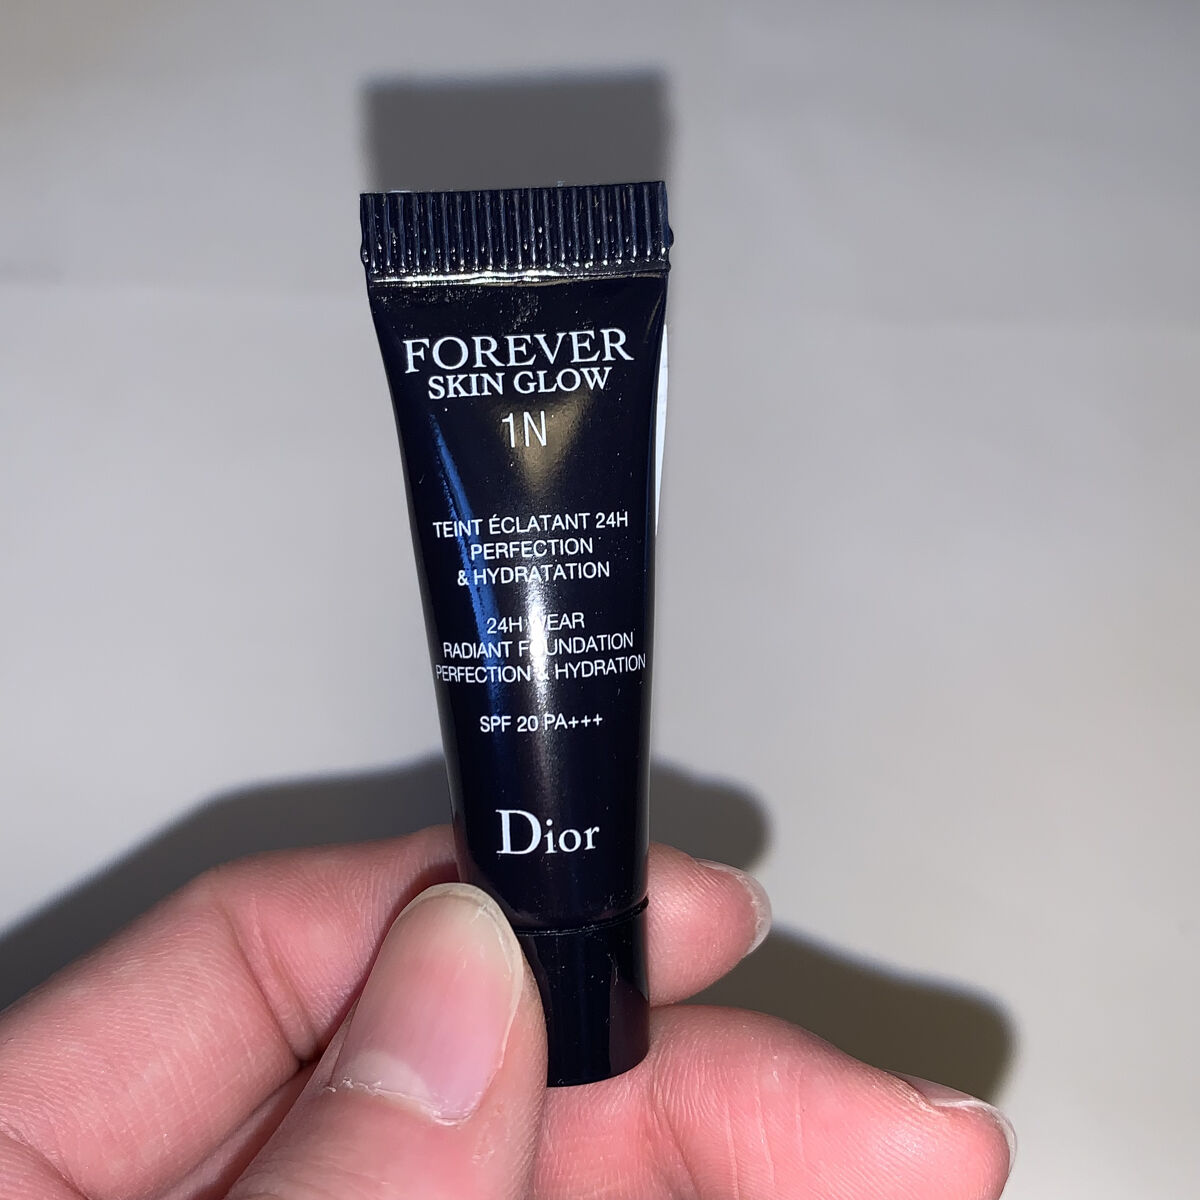 FOREVER
SKIN GLOW
1N
TEINT ÉCLATANT 24H
PERFECTION
& HYDRATATION
24H WEAR
RADIANT FOUNDATION
PERFECTION & HYDRATION
SPF 20 PA+++
Dior